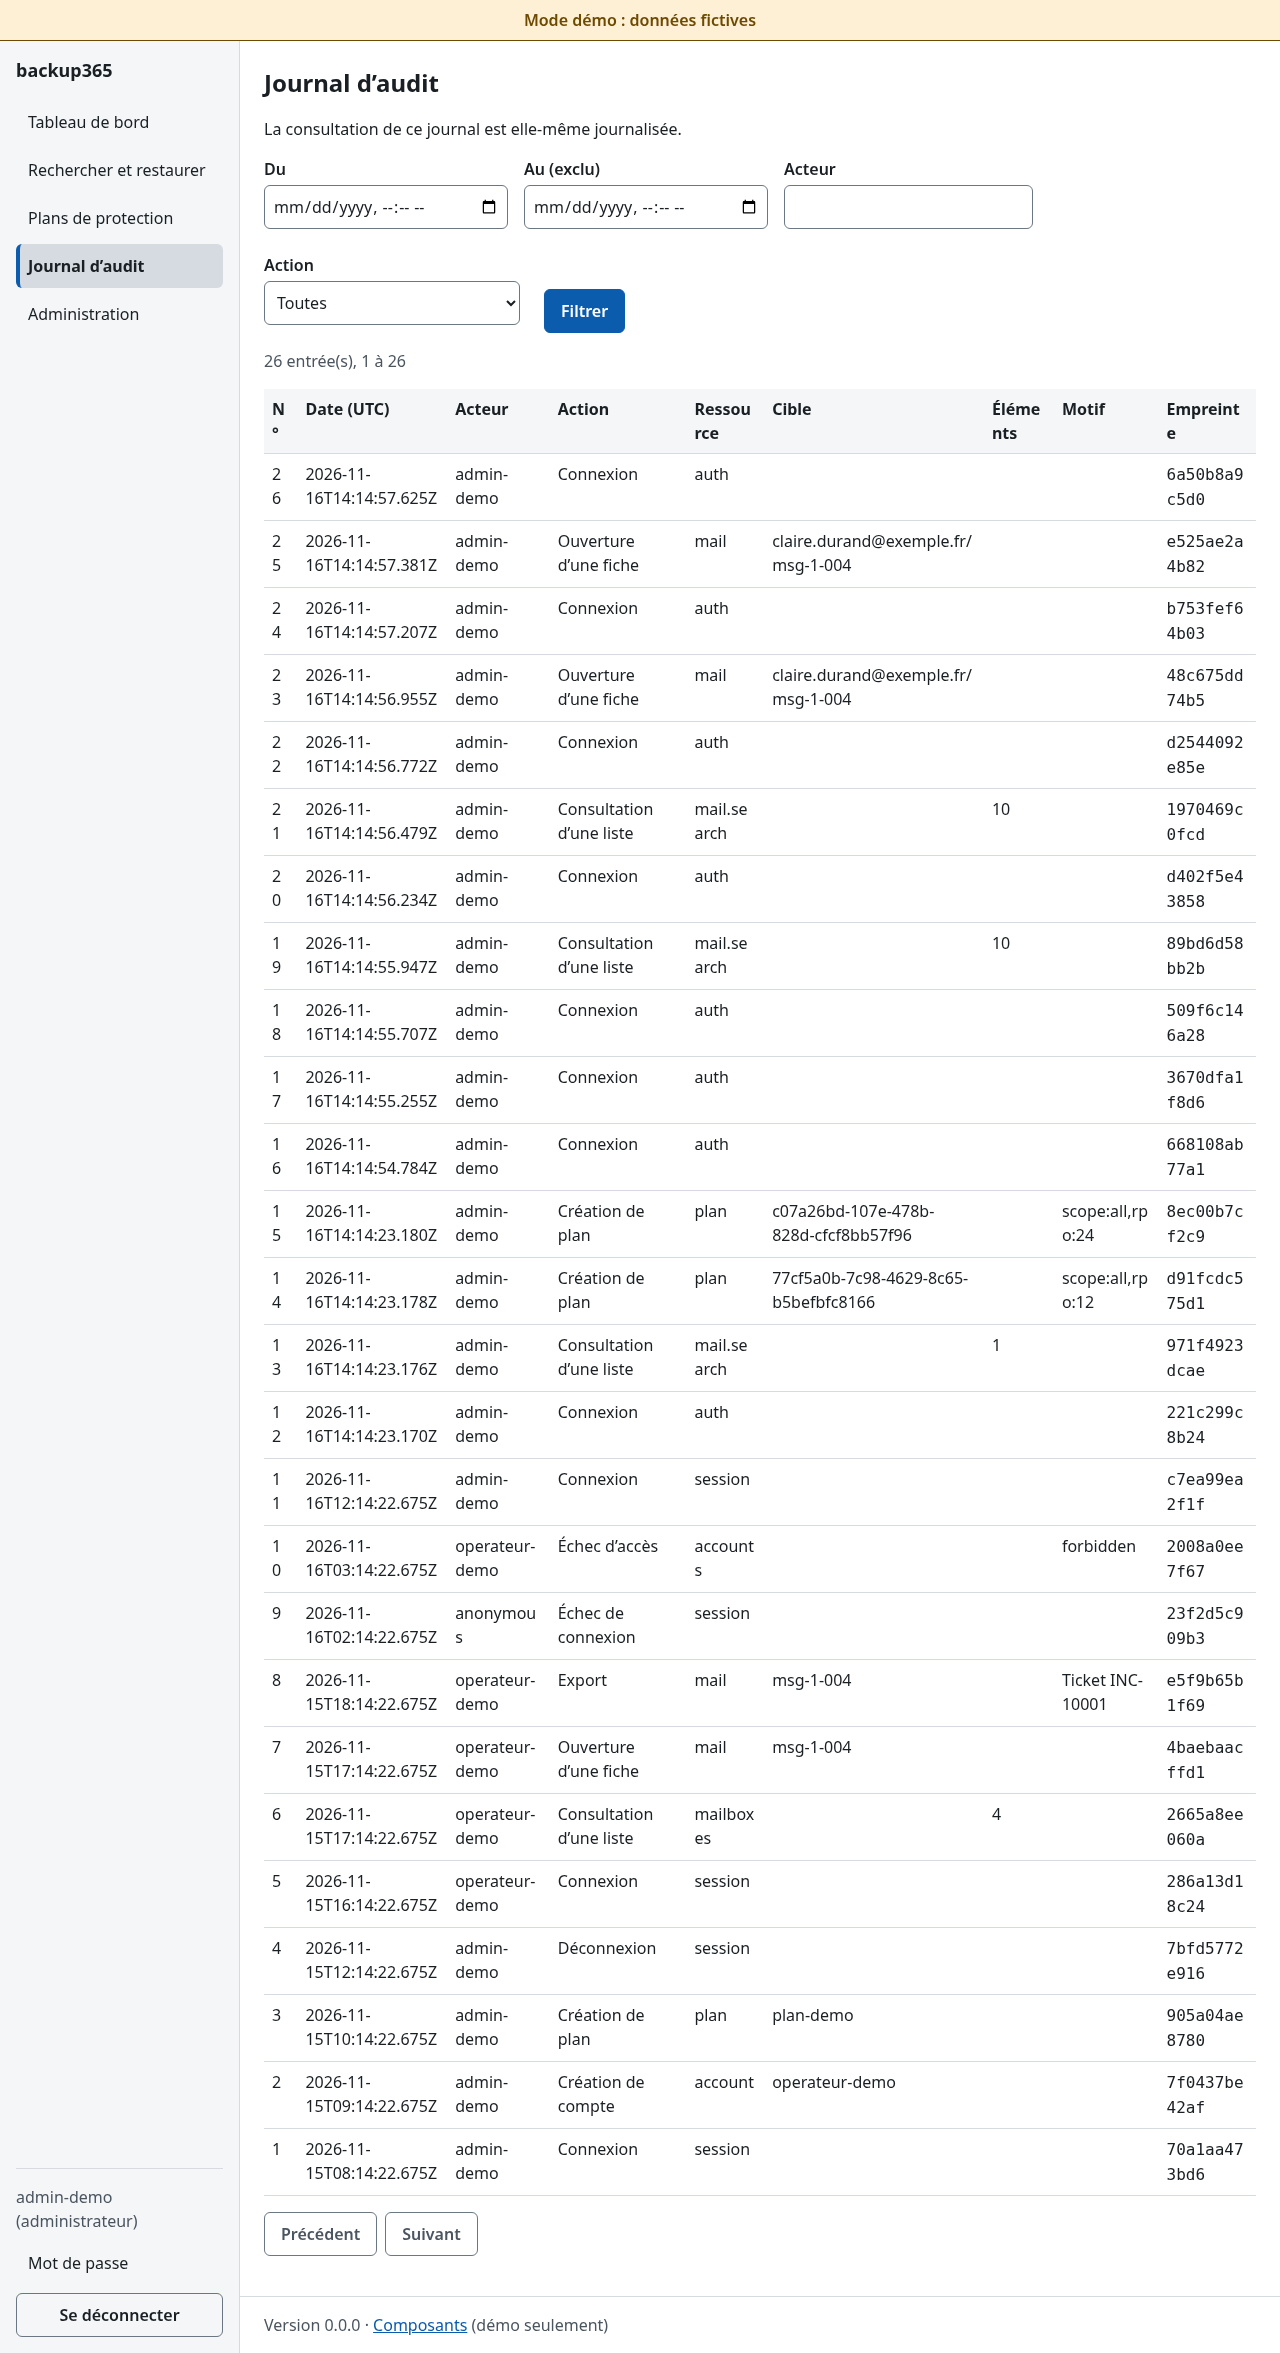 Mode démo : données fictives
backup365
Tableau de bord
Rechercher et restaurer
Plans de protection
Journal d’audit
Administration
admin-demo
(administrateur)
Mot de passe
Se déconnecter
Journal d’audit
La consultation de ce journal est elle-même journalisée.
Du
Au (exclu)
Acteur
mm/dd/yyyy, --:-- --
mm/dd/yyyy, --:-- --
Action
Toutes
Filtrer
26 entrée(s), 1 à 26
N° Date (UTC) Acteur Action Ressource Cible Éléments Motif Empreinte
26 2026-11-16T14:14:57.625Z admin-demo Connexion auth 6a50b8a9c5d0
25 2026-11-16T14:14:57.381Z admin-demo Ouverture d’une fiche mail claire.durand@exemple.fr/msg-1-004 e525ae2a4b82
24 2026-11-16T14:14:57.207Z admin-demo Connexion auth b753fef64b03
23 2026-11-16T14:14:56.955Z admin-demo Ouverture d’une fiche mail claire.durand@exemple.fr/msg-1-004 48c675dd74b5
22 2026-11-16T14:14:56.772Z admin-demo Connexion auth d2544092e85e
21 2026-11-16T14:14:56.479Z admin-demo Consultation d’une liste mail.search 10 1970469c0fcd
20 2026-11-16T14:14:56.234Z admin-demo Connexion auth d402f5e43858
19 2026-11-16T14:14:55.947Z admin-demo Consultation d’une liste mail.search 10 89bd6d58bb2b
18 2026-11-16T14:14:55.707Z admin-demo Connexion auth 509f6c146a28
17 2026-11-16T14:14:55.255Z admin-demo Connexion auth 3670dfa1f8d6
16 2026-11-16T14:14:54.784Z admin-demo Connexion auth 668108ab77a1
15 2026-11-16T14:14:23.180Z admin-demo Création de plan plan c07a26bd-107e-478b-828d-cfcf8bb57f96 scope:all,rpo:24 8ec00b7cf2c9
14 2026-11-16T14:14:23.178Z admin-demo Création de plan plan 77cf5a0b-7c98-4629-8c65-b5befbfc8166 scope:all,rpo:12 d91fcdc575d1
13 2026-11-16T14:14:23.176Z admin-demo Consultation d’une liste mail.search 1 971f4923dcae
12 2026-11-16T14:14:23.170Z admin-demo Connexion auth 221c299c8b24
11 2026-11-16T12:14:22.675Z admin-demo Connexion session c7ea99ea2f1f
10 2026-11-16T03:14:22.675Z operateur-demo Échec d’accès accounts forbidden 2008a0ee7f67
9 2026-11-16T02:14:22.675Z anonymous Échec de connexion session 23f2d5c909b3
8 2026-11-15T18:14:22.675Z operateur-demo Export mail msg-1-004 Ticket INC-10001 e5f9b65b1f69
7 2026-11-15T17:14:22.675Z operateur-demo Ouverture d’une fiche mail msg-1-004 4baebaacffd1
6 2026-11-15T17:14:22.675Z operateur-demo Consultation d’une liste mailboxes 4 2665a8ee060a
5 2026-11-15T16:14:22.675Z operateur-demo Connexion session 286a13d18c24
4 2026-11-15T12:14:22.675Z admin-demo Déconnexion session 7bfd5772e916
3 2026-11-15T10:14:22.675Z admin-demo Création de plan plan plan-demo 905a04ae8780
2 2026-11-15T09:14:22.675Z admin-demo Création de compte account operateur-demo 7f0437be42af
1 2026-11-15T08:14:22.675Z admin-demo Connexion session 70a1aa473bd6
Précédent
Suivant
Version 0.0.0 · Composants (démo seulement)